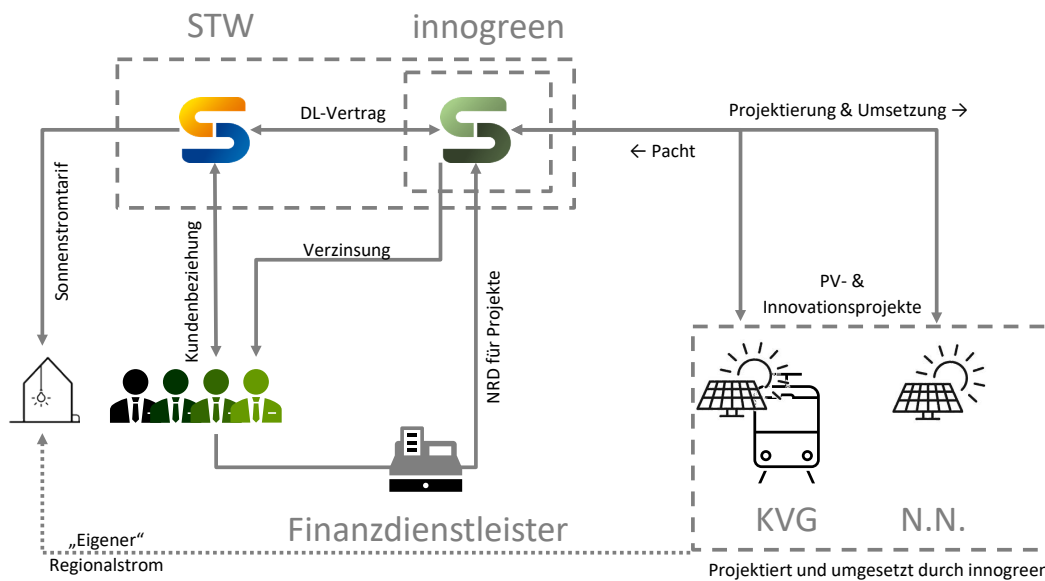 STW
innogreen
DL-Vertrag
Projektierung & Umsetzung →
← Pacht
Sonnenstromtarif
Kundenbeziehung
Verzinsung
NRD für Projekte
PV- &
Innovationsprojekte
Finanzdienstleister
KVG
N.N.
„Eigener“
Regionalstrom
Projektiert und umgesetzt durch innogreen